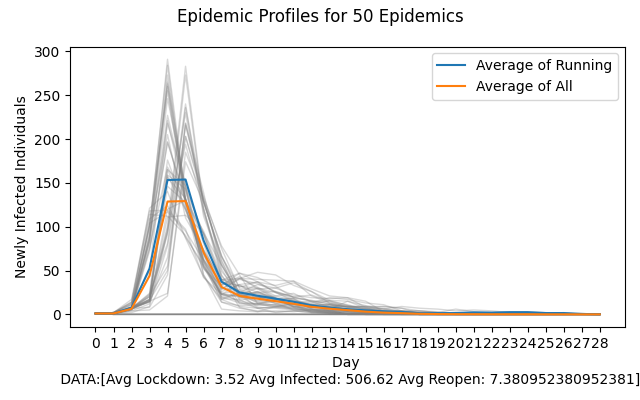 Epidemic Profiles for 50 Epidemics
300
250
200
150
100
50
0
Newly Infected Individuals
Average of Running
Average of All
0 1 2 3 4 5 6 7 8 9 10 11 12 13 14 15 16 17 18 19 20 21 22 23 24 25 26 27 28
Day
DATA:[Avg Lockdown: 3.52 Avg Infected: 506.62 Avg Reopen: 7.380952380952381]